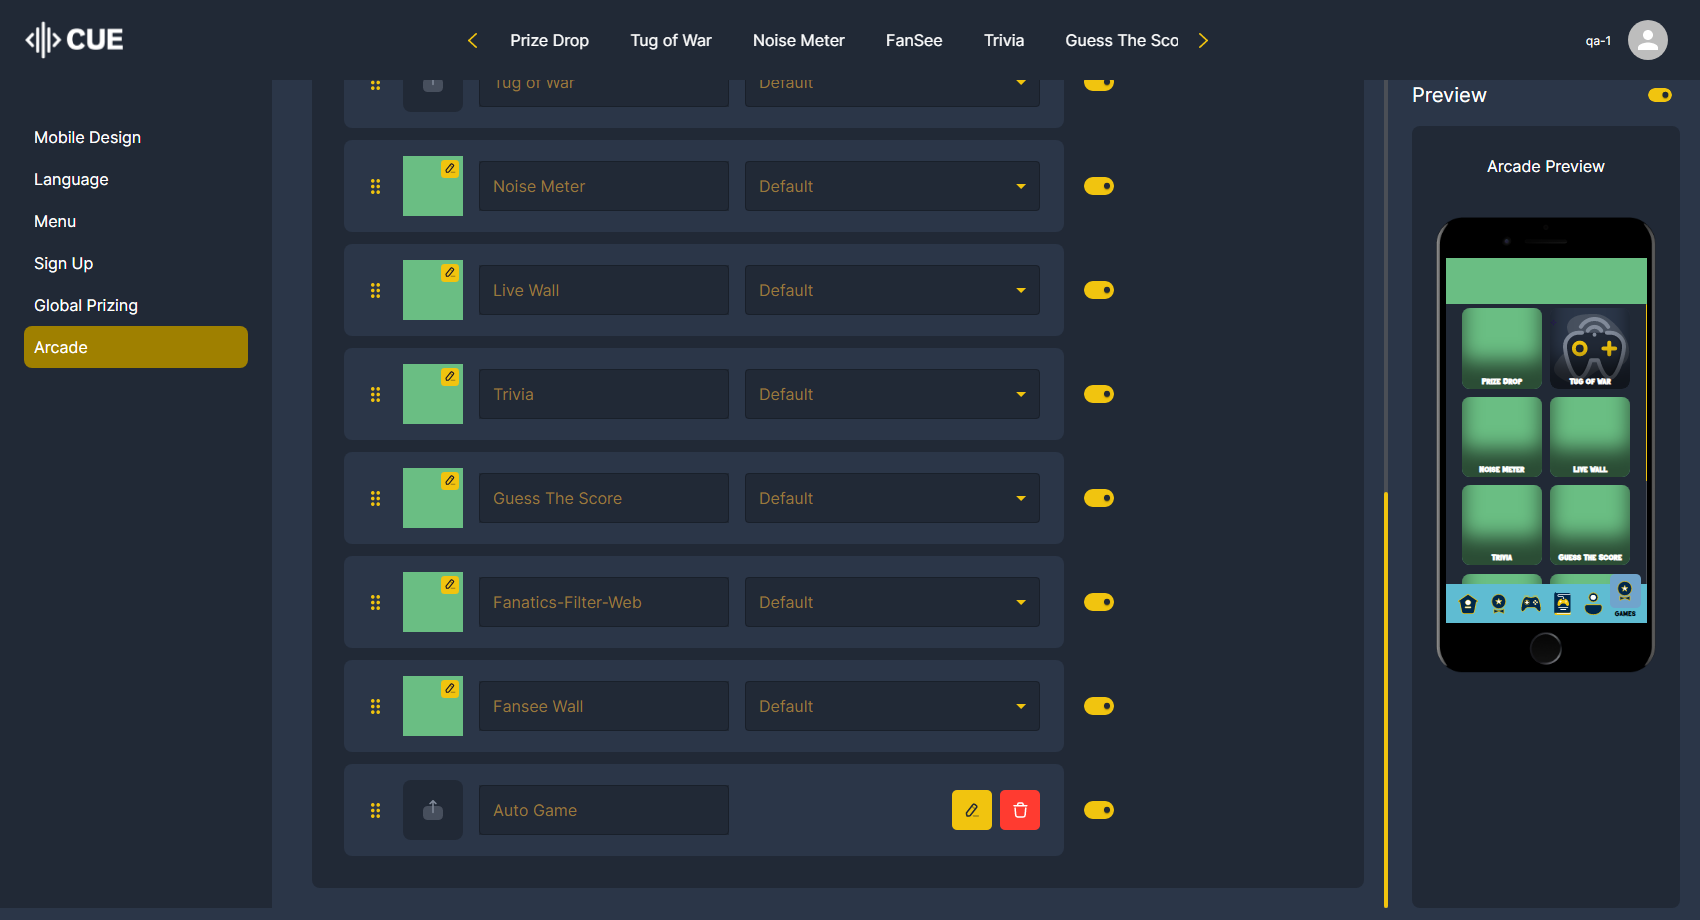 CUE
Prize Drop
Tug of War
Noise Meter
FanSee
Trivia
Guess The Sco
qa-1
Mobile Design
Language
Menu
Sign Up
Global Prizing
Arcade
Tug of War
Default
Noise Meter
Default
Live Wall
Default
Trivia
Default
Guess The Score
Default
Fanatics-Filter-Web
Default
Fansee Wall
Default
Auto Game
Preview
Arcade Preview
Prize Drop
Tug of War
Noise Meter
Live Wall
Trivia
Guess The Score
GAMES